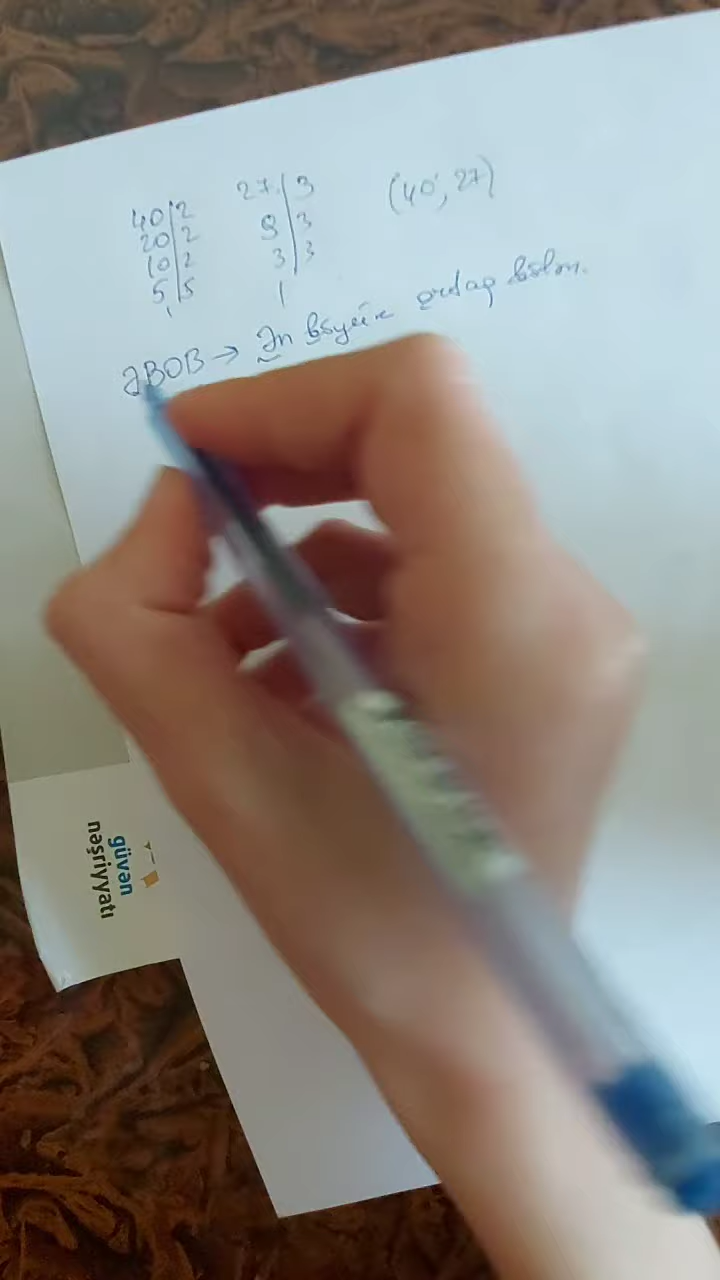 40|2 27|3 (40, 27)
20|2 9|3
10|2 3|3
5|5 1
1
ƏBOB → Ən böyük ortaq bölən.
güvən
nəşriyyatı